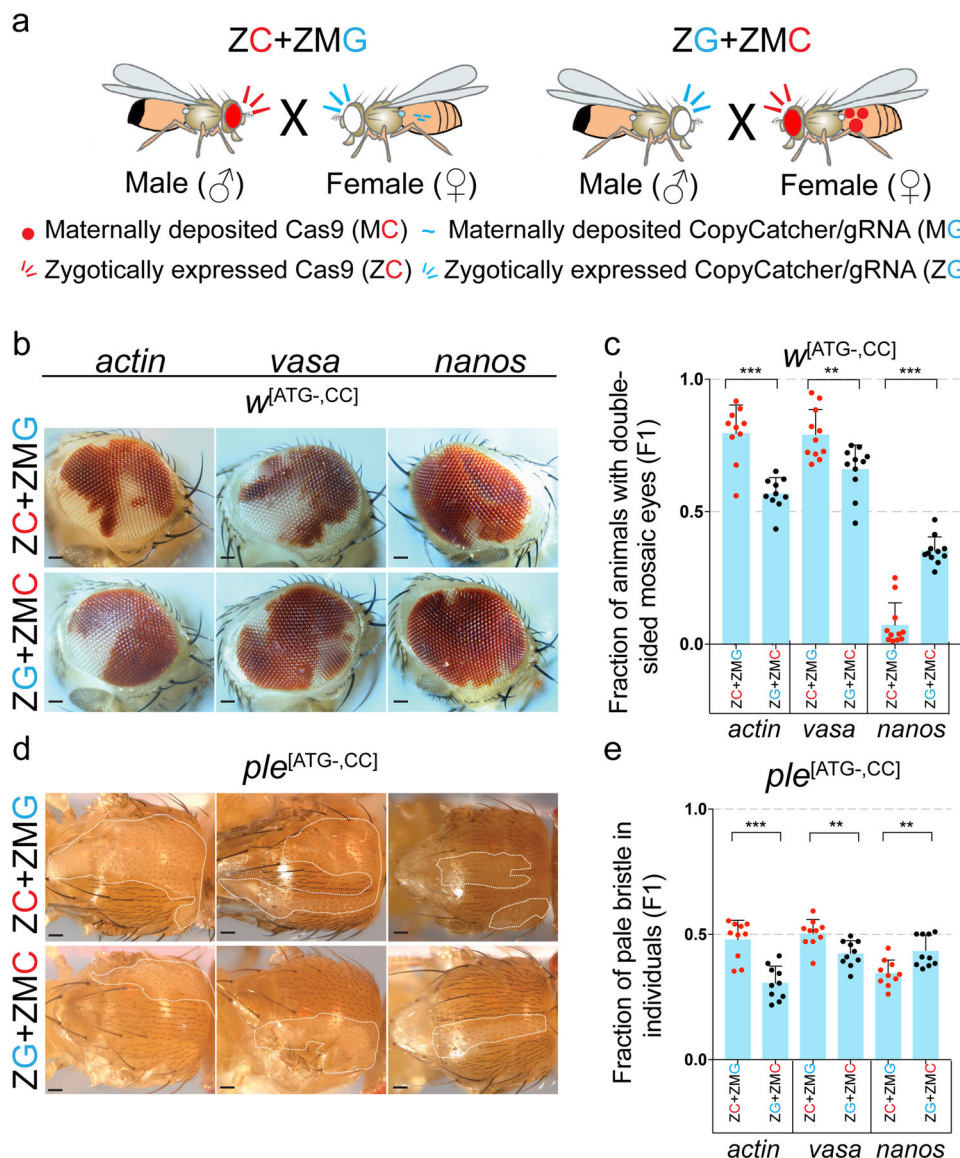 a
ZC+ZMG
ZG+ZMC
X
X
Male (♂)
Female (♀)
Male (♂)
Female (♀)
Maternally deposited Cas9 (MC)
Maternally deposited CopyCatcher/gRNA (MG
Zygotically expressed Cas9 (ZC)
Zygotically expressed CopyCatcher/gRNA (ZG
b
actin
vasa
nanos
w[ATG-,CC]
ZC+ZMG
ZG+ZMC
c
w[ATG-,CC]
Fraction of animals with double-
sided mosaic eyes (F1)
1.0
0.5
0.0
***
**
***
ZC+ZMG
ZG+ZMC
ZC+ZMG
ZG+ZMC
ZC+ZMG
ZG+ZMC
actin
vasa
nanos
d
ple[ATG-,CC]
ZC+ZMG
ZG+ZMC
e
ple[ATG-,CC]
Fraction of pale bristle in
individuals (F1)
1.0
0.5
0.0
***
**
**
ZC+ZMG
ZG+ZMC
ZC+ZMG
ZG+ZMC
ZC+ZMG
ZG+ZMC
actin
vasa
nanos